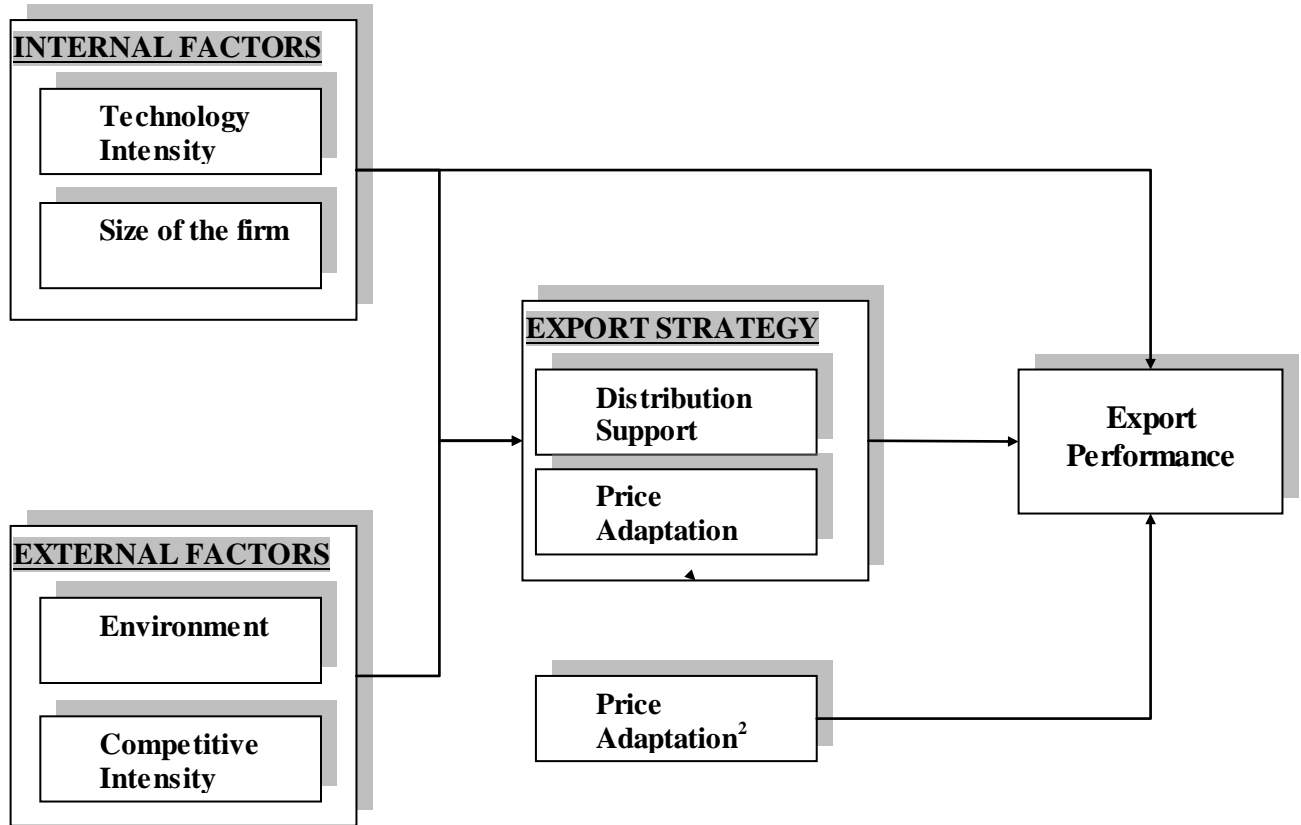 INTERNAL FACTORS
Technology
Intensity
Size of the firm
EXPORT STRATEGY
Distribution
Support
Price
Adaptation
Export
Performance
EXTERNAL FACTORS
Environment
Competitive
Intensity
Price
Adaptation²